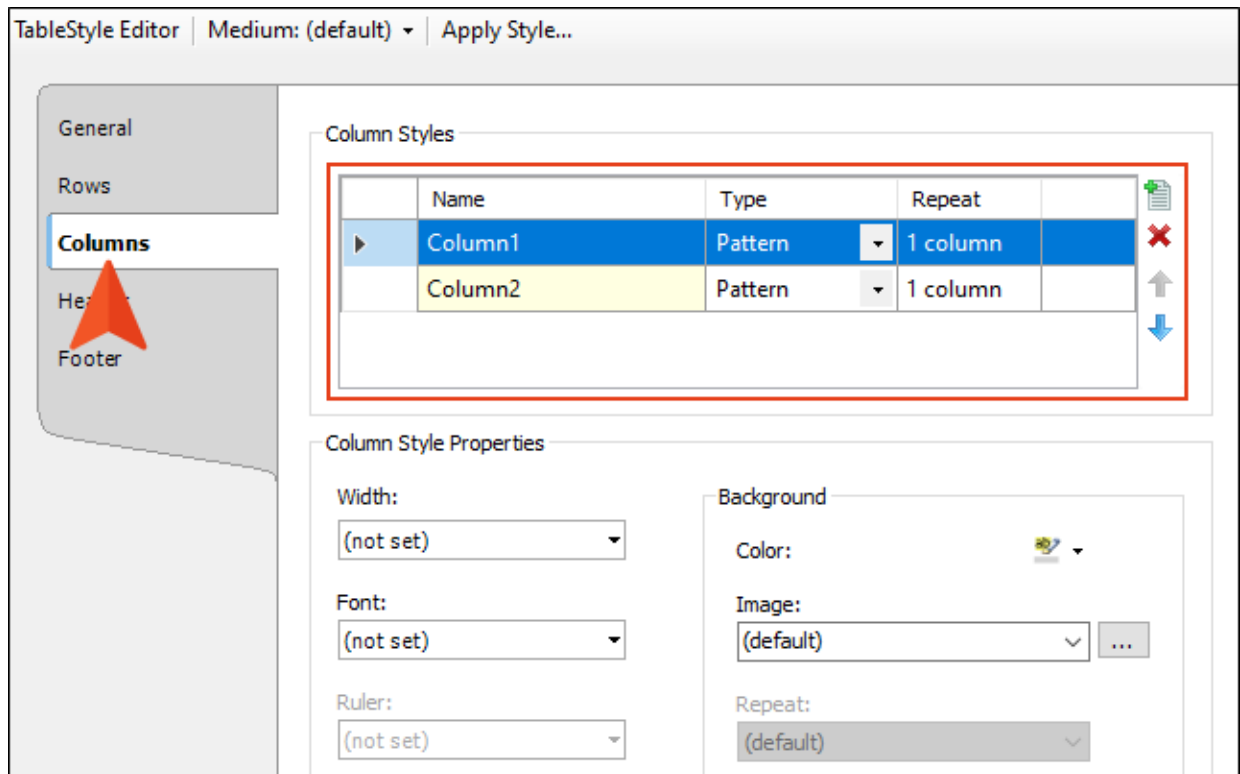 TableStyle Editor Medium: (default) Apply Style...
General
Rows
Columns
Footer
Column Styles
Name Type Repeat
Column1 Pattern 1 column
Column2 Pattern 1 column
Column Style Properties
Width:
(not set)
Font:
(not set)
Ruler:
(not set)
Background
Color:
Image:
(default) ...
Repeat:
(default)